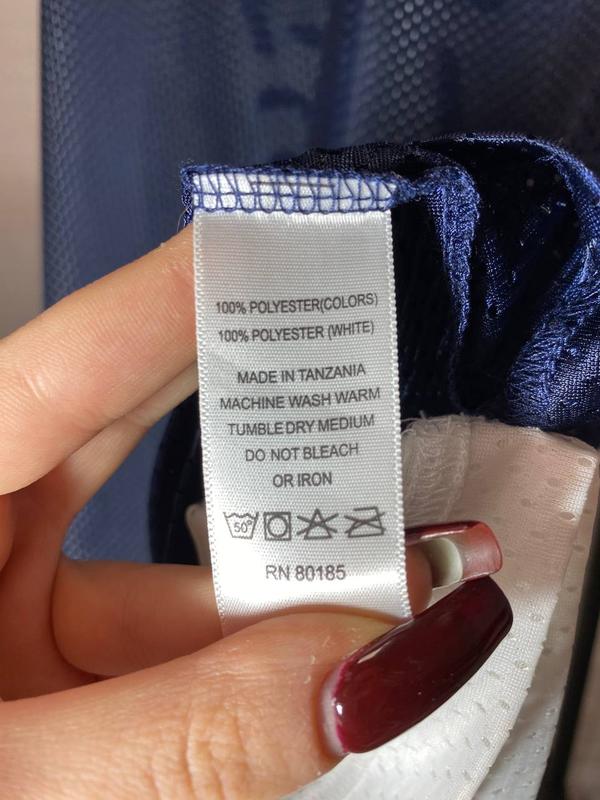 100% POLYESTER(COLORS)
100% POLYESTER (WHITE)
MADE IN TANZANIA
MACHINE WASH WARM
TUMBLE DRY MEDIUM
DO NOT BLEACH
OR IRON
50°
RN 80185